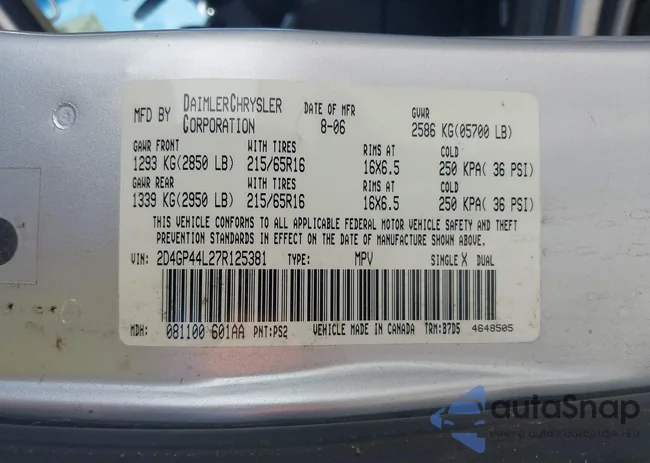 MFD BY DAIMLERCHRYSLER CORPORATION DATE OF MFR 8-06 GVWR 2586 KG(05700 LB)
GAWR FRONT WITH TIRES RIMS AT COLD
1293 KG(2850 LB) 215/65R16 16X6.5 250 KPA( 36 PSI)
GAWR REAR WITH TIRES RIMS AT COLD
1339 KG(2950 LB) 215/65R16 16X6.5 250 KPA( 36 PSI)
THIS VEHICLE CONFORMS TO ALL APPLICABLE FEDERAL MOTOR VEHICLE SAFETY AND THEFT
PREVENTION STANDARDS IN EFFECT ON THE DATE OF MANUFACTURE SHOWN ABOVE.
VIN: 2D4GP44L27R125381 TYPE: MPV SINGLE X DUAL
MDH: 081100 601AA PNT:PS2 VEHICLE MADE IN CANADA TRM:B7D5 4648505
autoSnap